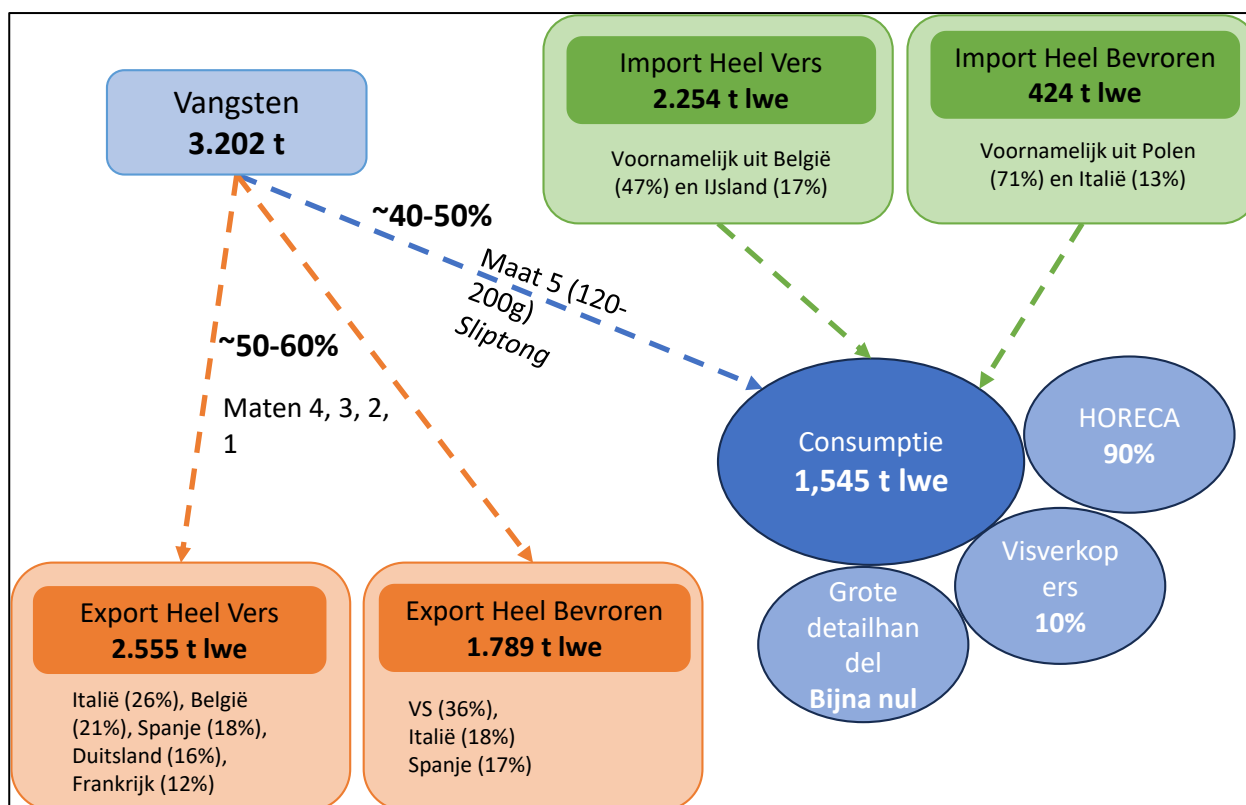 Vangsten
3.202 t
Import Heel Vers
2.254 t lwe
Voornamelijk uit België
(47%) en IJsland (17%)
Import Heel Bevroren
424 t lwe
Voornamelijk uit Polen
(71%) en Italië (13%)
~40-50%
Maat 5 (120-
200g)
Sliptong
~50-60%
Maten 4, 3, 2,
1
Consumptie
1,545 t lwe
HORECA
90%
Visverkop
ers
10%
Grote
detailhan
del
Bijna nul
Export Heel Vers
2.555 t lwe
Italië (26%), België
(21%), Spanje (18%),
Duitsland (16%),
Frankrijk (12%)
Export Heel Bevroren
1.789 t lwe
VS (36%),
Italië (18%)
Spanje (17%)